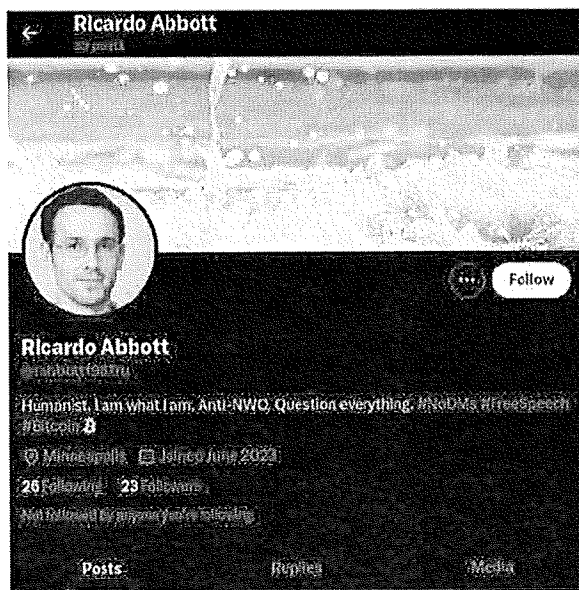 Ricardo Abbott
posts
Follow
Ricardo Abbott
Humanist. I am what I am. Anti-NWO. Question everything. #NoDMs #FreeSpeech
#Bitcoin
Minneapolis Joined June 2023
26 Following 23 Followers
Not followed by anyone you're following
Posts Replies Media